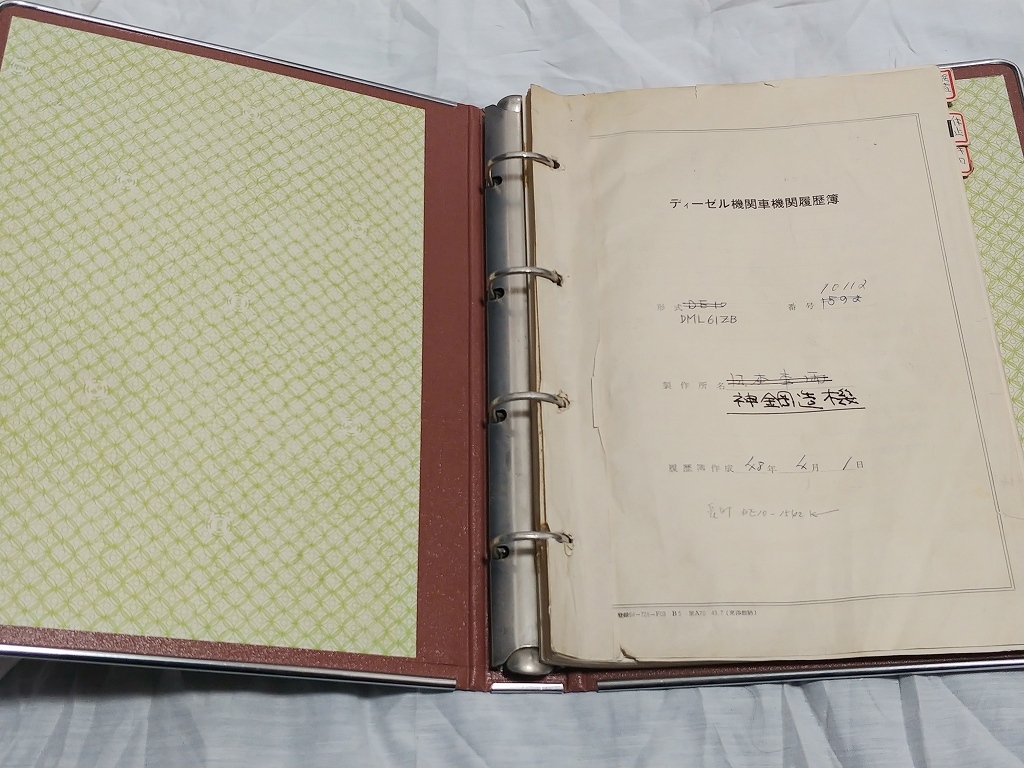 ディーゼル機関車機関履歴簿
形式 DE10 番号
10112
DML61ZB
製作所名 日本車両
神鋼造機
履歴簿作成 48年 4月 1日
DE10-1542